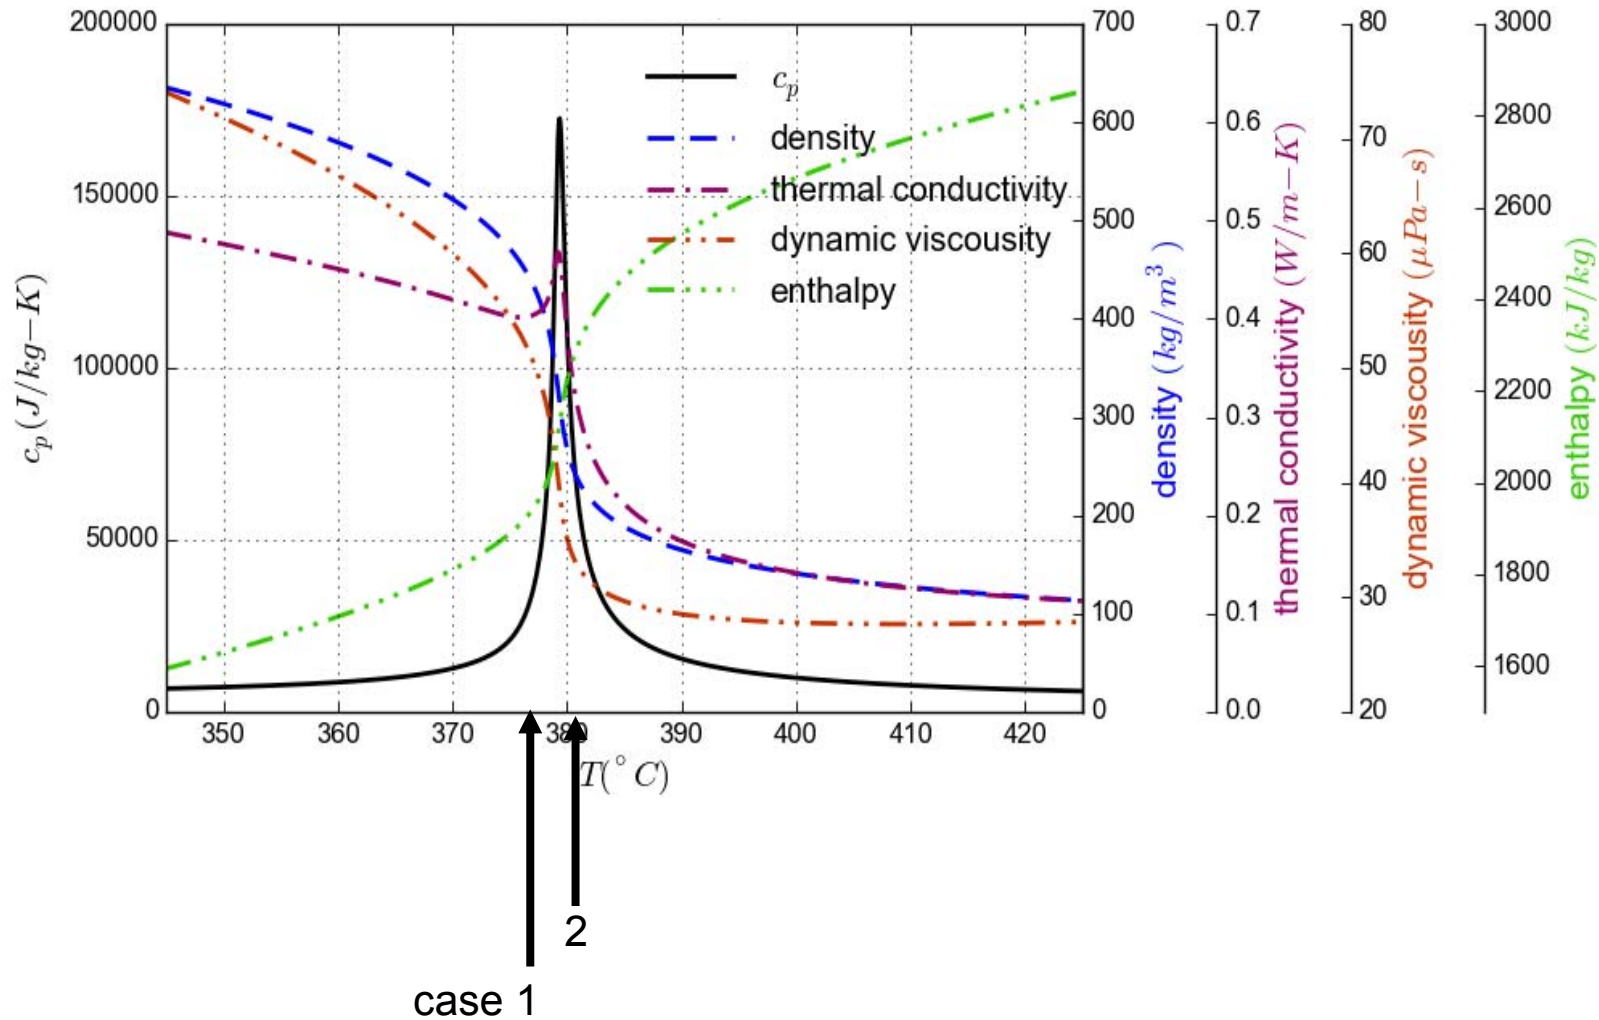 200000
150000
100000
50000
0
c_p (J/kg−K)
c_p
density
thermal conductivity
dynamic viscousity
enthalpy
350 360 370 380 390 400 410 420
T(°C)
700
600
500
400
300
200
100
0
density (kg/m³)
0.7
0.6
0.5
0.4
0.3
0.2
0.1
0.0
thermal conductivity (W/m−K)
80
70
60
50
40
30
20
dynamic viscousity (μPa−s)
3000
2800
2600
2400
2200
2000
1800
1600
enthalpy (kJ/kg)
2
case 1